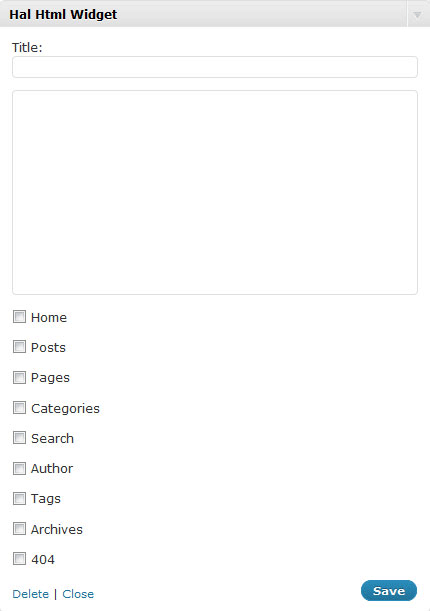 Hal Html Widget
Title:
Home
Posts
Pages
Categories
Search
Author
Tags
Archives
404
Delete | Close
Save